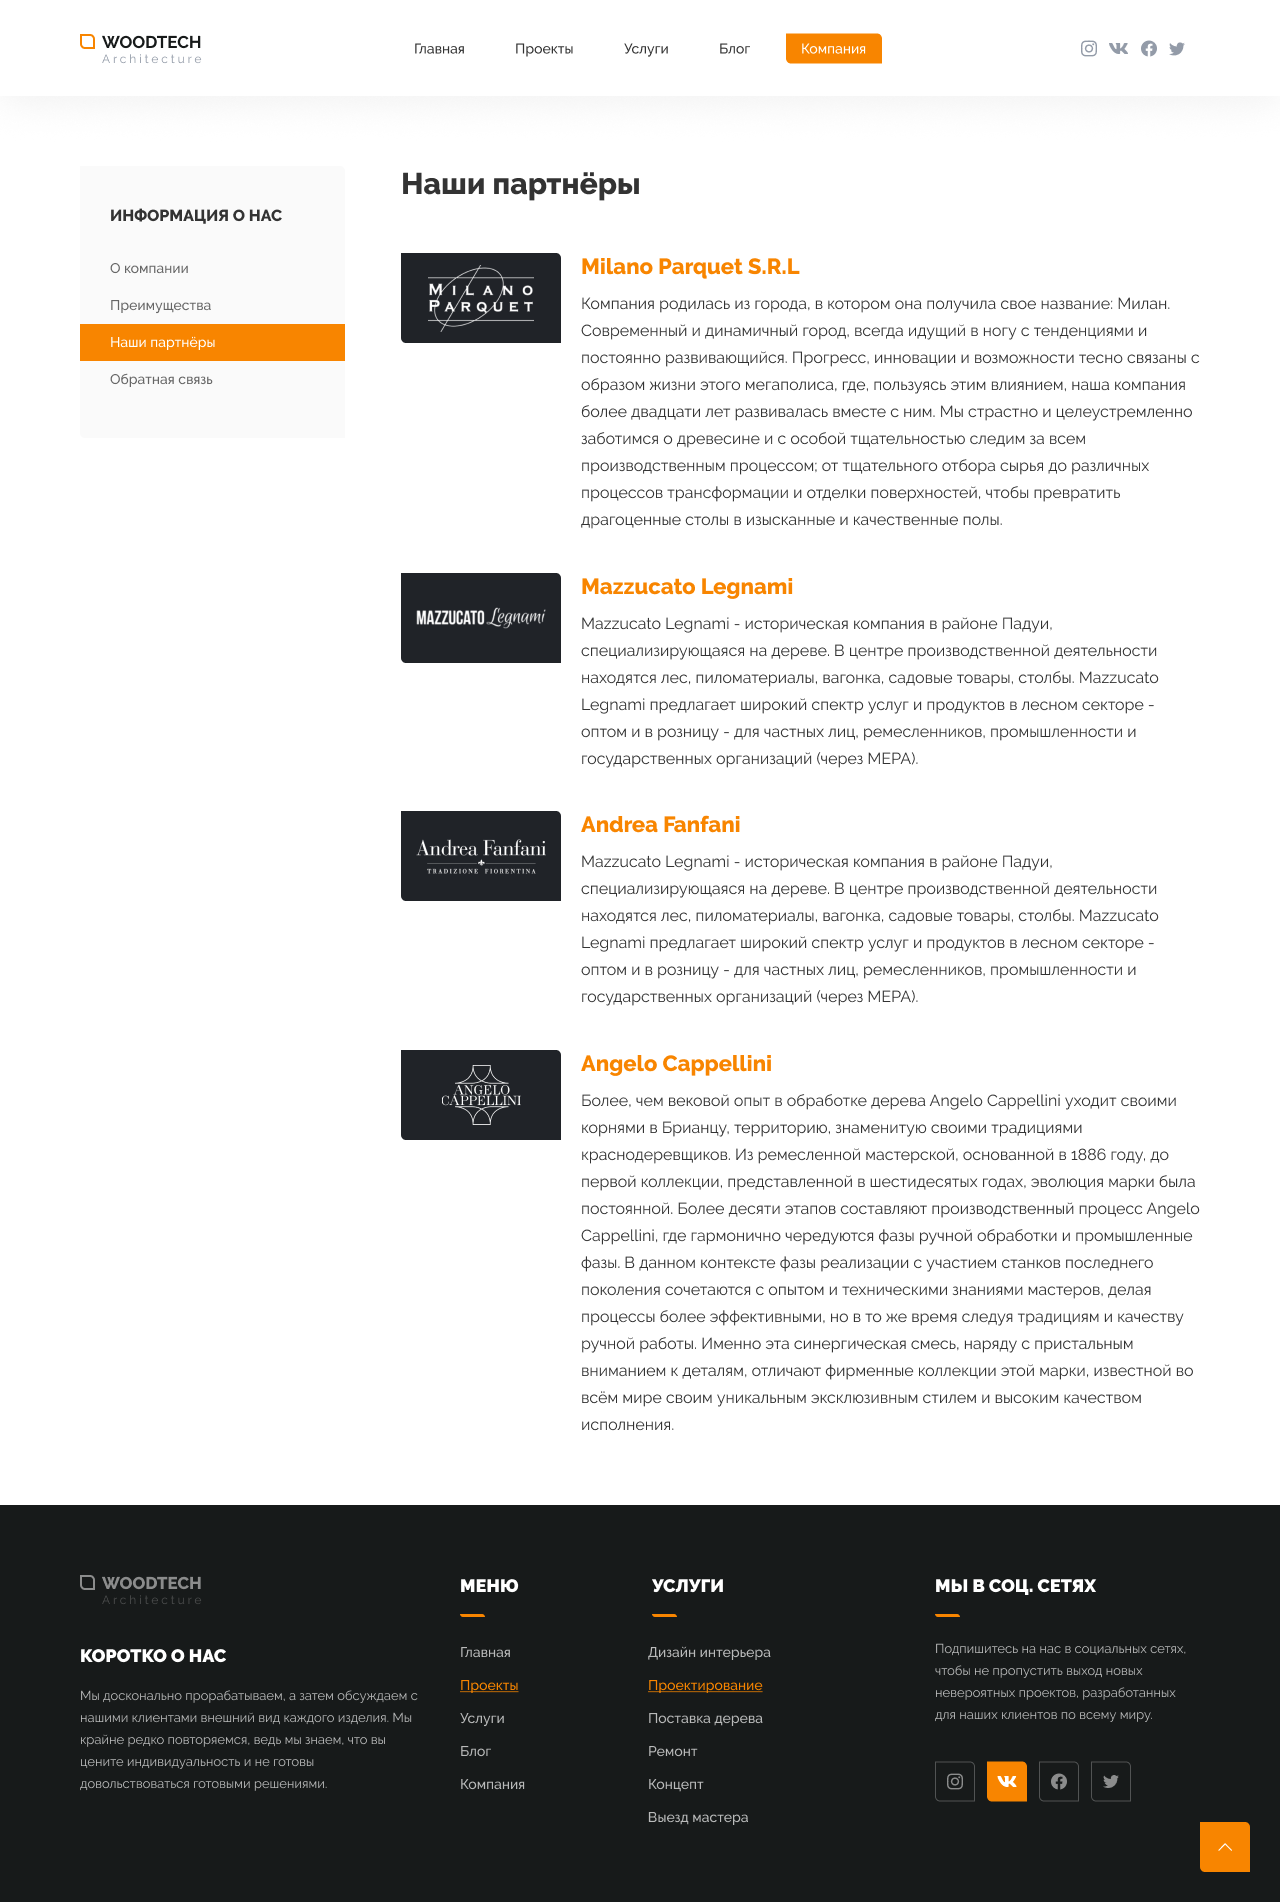 WOODTECH
Architecture
Главная
Проекты
Услуги
Блог
Компания
ИНФОРМАЦИЯ О НАС
О компании
Преимущества
Наши партнёры
Обратная связь
Наши партнёры
MILANO
PARQUET
Milano Parquet S.R.L
Компания родилась из города, в котором она получила свое название: Милан.
Современный и динамичный город, всегда идущий в ногу с тенденциями и
постоянно развивающийся. Прогресс, инновации и возможности тесно связаны с
образом жизни этого мегаполиса, где, пользуясь этим влиянием, наша компания
более двадцати лет развивалась вместе с ним. Мы страстно и целеустремленно
заботимся о древесине и с особой тщательностью следим за всем
производственным процессом; от тщательного отбора сырья до различных
процессов трансформации и отделки поверхностей, чтобы превратить
драгоценные столы в изысканные и качественные полы.
MAZZUCATO Legnami
Mazzucato Legnami
Mazzucato Legnami - историческая компания в районе Падуи,
специализирующаяся на дереве. В центре производственной деятельности
находятся лес, пиломатериалы, вагонка, садовые товары, столбы. Mazzucato
Legnami предлагает широкий спектр услуг и продуктов в лесном секторе -
оптом и в розницу - для частных лиц, ремесленников, промышленности и
государственных организаций (через МЕРА).
Andrea Fanfani
TRADIZIONE FIORENTINA
Andrea Fanfani
Mazzucato Legnami - историческая компания в районе Падуи,
специализирующаяся на дереве. В центре производственной деятельности
находятся лес, пиломатериалы, вагонка, садовые товары, столбы. Mazzucato
Legnami предлагает широкий спектр услуг и продуктов в лесном секторе -
оптом и в розницу - для частных лиц, ремесленников, промышленности и
государственных организаций (через МЕРА).
ANGELO
CAPPELLINI
Angelo Cappellini
Более, чем вековой опыт в обработке дерева Angelo Cappellini уходит своими
корнями в Брианцу, территорию, знаменитую своими традициями
краснодеревщиков. Из ремесленной мастерской, основанной в 1886 году, до
первой коллекции, представленной в шестидесятых годах, эволюция марки была
постоянной. Более десяти этапов составляют производственный процесс Angelo
Cappellini, где гармонично чередуются фазы ручной обработки и промышленные
фазы. В данном контексте фазы реализации с участием станков последнего
поколения сочетаются с опытом и техническими знаниями мастеров, делая
процессы более эффективными, но в то же время следуя традициям и качеству
ручной работы. Именно эта синергическая смесь, наряду с пристальным
вниманием к деталям, отличают фирменные коллекции этой марки, известной во
всём мире своим уникальным эксклюзивным стилем и высоким качеством
исполнения.
WOODTECH
Architecture
КОРОТКО О НАС
Мы досконально прорабатываем, а затем обсуждаем с
нашими клиентами внешний вид каждого изделия. Мы
крайне редко повторяемся, ведь мы знаем, что вы
цените индивидуальность и не готовы
довольствоваться готовыми решениями.
МЕНЮ
Главная
Проекты
Услуги
Блог
Компания
УСЛУГИ
Дизайн интерьера
Проектирование
Поставка дерева
Ремонт
Концепт
Выезд мастера
МЫ В СОЦ. СЕТЯХ
Подпишитесь на нас в социальных сетях,
чтобы не пропустить выход новых
невероятных проектов, разработанных
для наших клиентов по всему миру.